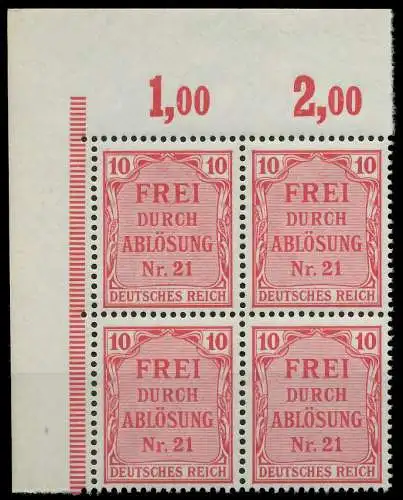 1,00 2,00
10 10 10 10
FREI FREI
DURCH DURCH
ABLÖSUNG ABLÖSUNG
Nr. 21 Nr. 21
DEUTSCHES REICH DEUTSCHES REICH
10 10 10 10
FREI FREI
DURCH DURCH
ABLÖSUNG ABLÖSUNG
Nr. 21 Nr. 21
DEUTSCHES REICH DEUTSCHES REICH